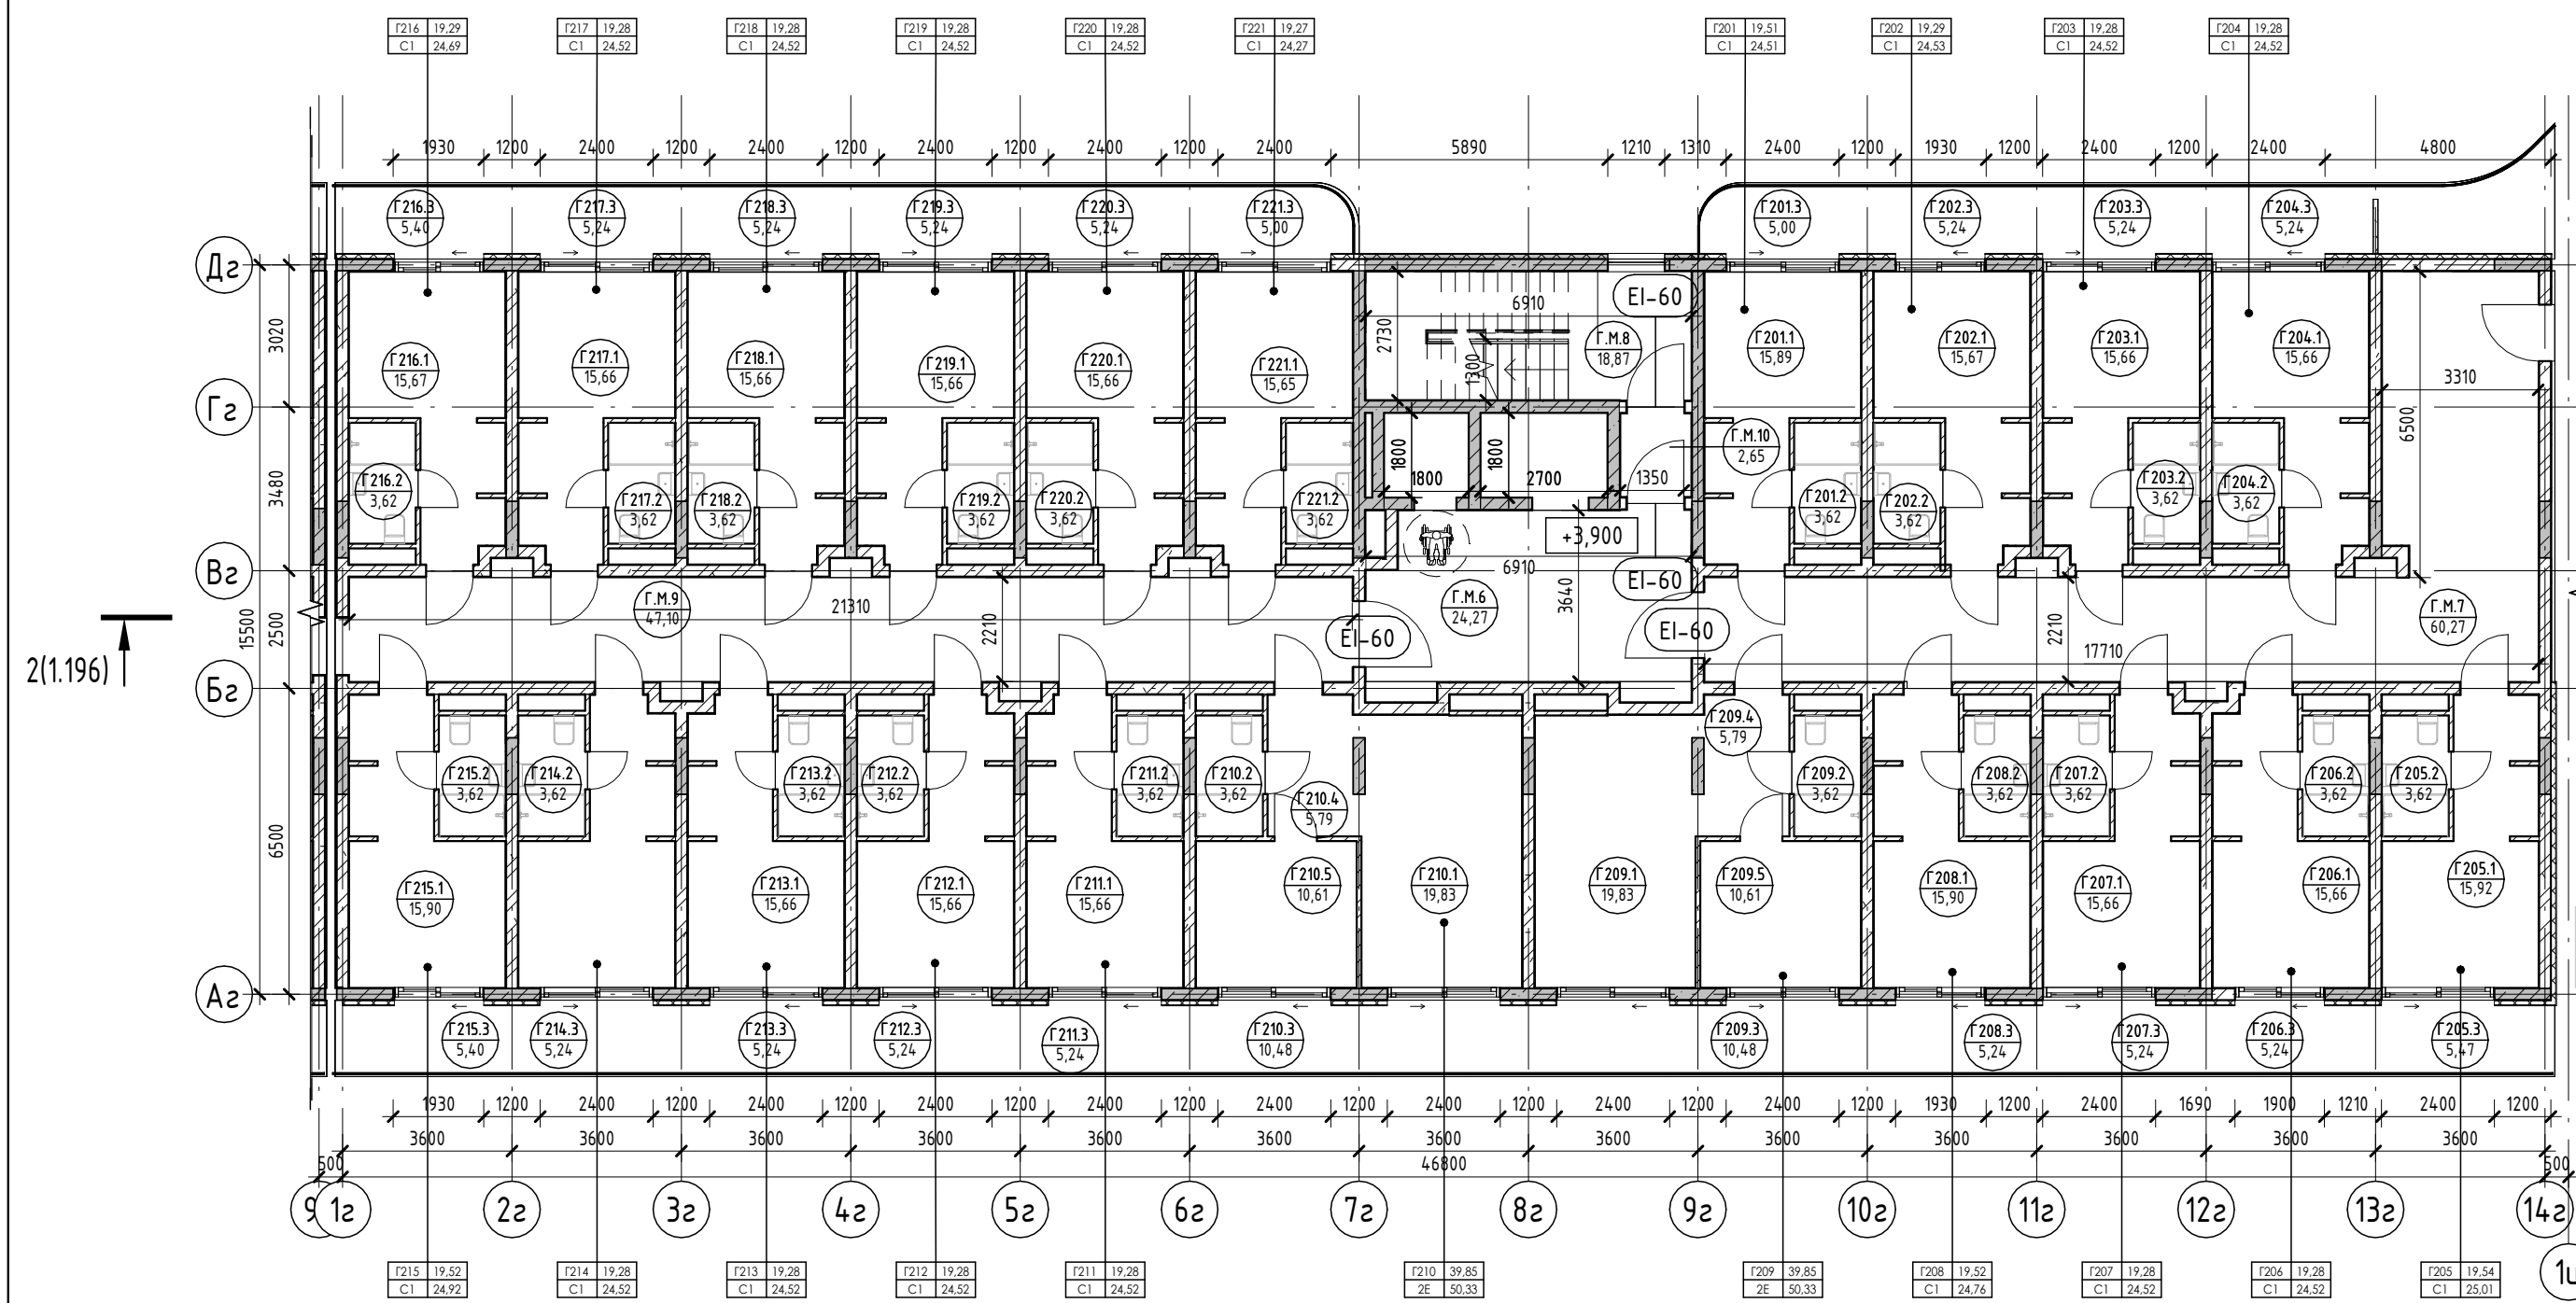 Г216 19,29 Г217 19,28 Г218 19,28 Г219 19,28 Г220 19,28 Г221 19,27 Г201 19,51 Г202 19,29 Г203 19,28 Г204 19,28
С1 24,69 С1 24,52 С1 24,52 С1 24,52 С1 24,52 С1 24,27 С1 24,51 С1 24,53 С1 24,52 С1 24,52
1930 1200 2400 1200 2400 1200 2400 1200 2400 1200 2400 5890 1210 1310 2400 1200 1930 1200 2400 1200 2400 4800
Г216.3 Г217.3 Г218.3 Г219.3 Г220.3 Г221.3 Г201.3 Г202.3 Г203.3 Г204.3
5,40 5,24 5,24 5,24 5,24 5,00 5,00 5,24 5,24 5,24
Дг
EI-60
6910
3020
2730
Г.М.8
18,87
Г216.1 Г217.1 Г218.1 Г219.1 Г220.1 Г221.1 Г201.1 Г202.1 Г203.1 Г204.1
15,67 15,66 15,66 15,66 15,66 15,65 15,89 15,67 15,66 15,66
1300
3310
Гг
6500
Г.М.10
2,65
1800 1800
1800 2700 1350
3480
Г216.2 Г217.2 Г218.2 Г219.2 Г220.2 Г221.2 Г201.2 Г202.2 Г203.2 Г204.2
3,62 3,62 3,62 3,62 3,62 3,62 3,62 3,62 3,62 3,62
+3,900
Вг
6910
EI-60
15500
2500
Г.М.9
47,10
21310
2210
3640
Г.М.6
24,27
EI-60
EI-60
2210
Г.М.7
60,27
17710
2(1.196)
Бг
Г209.4
5,79
Г215.2 Г214.2 Г213.2 Г212.2 Г211.2 Г210.2 Г209.2 Г208.2 Г207.2 Г206.2 Г205.2
3,62 3,62 3,62 3,62 3,62 3,62 3,62 3,62 3,62 3,62 3,62
Г210.4
5,79
6500
Г215.1 Г213.1 Г212.1 Г211.1 Г210.5 Г210.1 Г209.1 Г209.5 Г208.1 Г207.1 Г206.1 Г205.1
15,90 15,66 15,66 15,66 10,61 19,83 19,83 10,61 15,90 15,66 15,66 15,92
Аг
Г215.3 Г214.3 Г213.3 Г212.3 Г211.3 Г210.3 Г209.3 Г208.3 Г207.3 Г206.3 Г205.3
5,40 5,24 5,24 5,24 5,24 10,48 10,48 5,24 5,24 5,24 5,47
1930 1200 2400 1200 2400 1200 2400 1200 2400 1200 2400 1200 2400 1200 2400 1200 2400 1200 1930 1200 2400 1690 1900 1210 2400 1200
3600 3600 3600 3600 3600 3600 3600 3600 3600 3600 3600 3600 3600
500 46800 500
9 1г 2г 3г 4г 5г 6г 7г 8г 9г 10г 11г 12г 13г 14г
Г215 19,52 Г214 19,28 Г213 19,28 Г212 19,28 Г211 19,28 Г210 39,85 Г209 39,85 Г208 19,52 Г207 19,28 Г206 19,28 Г205 19,54
С1 24,92 С1 24,52 С1 24,52 С1 24,52 С1 24,52 2Е 50,33 2Е 50,33 С1 24,76 С1 24,52 С1 24,52 С1 25,01